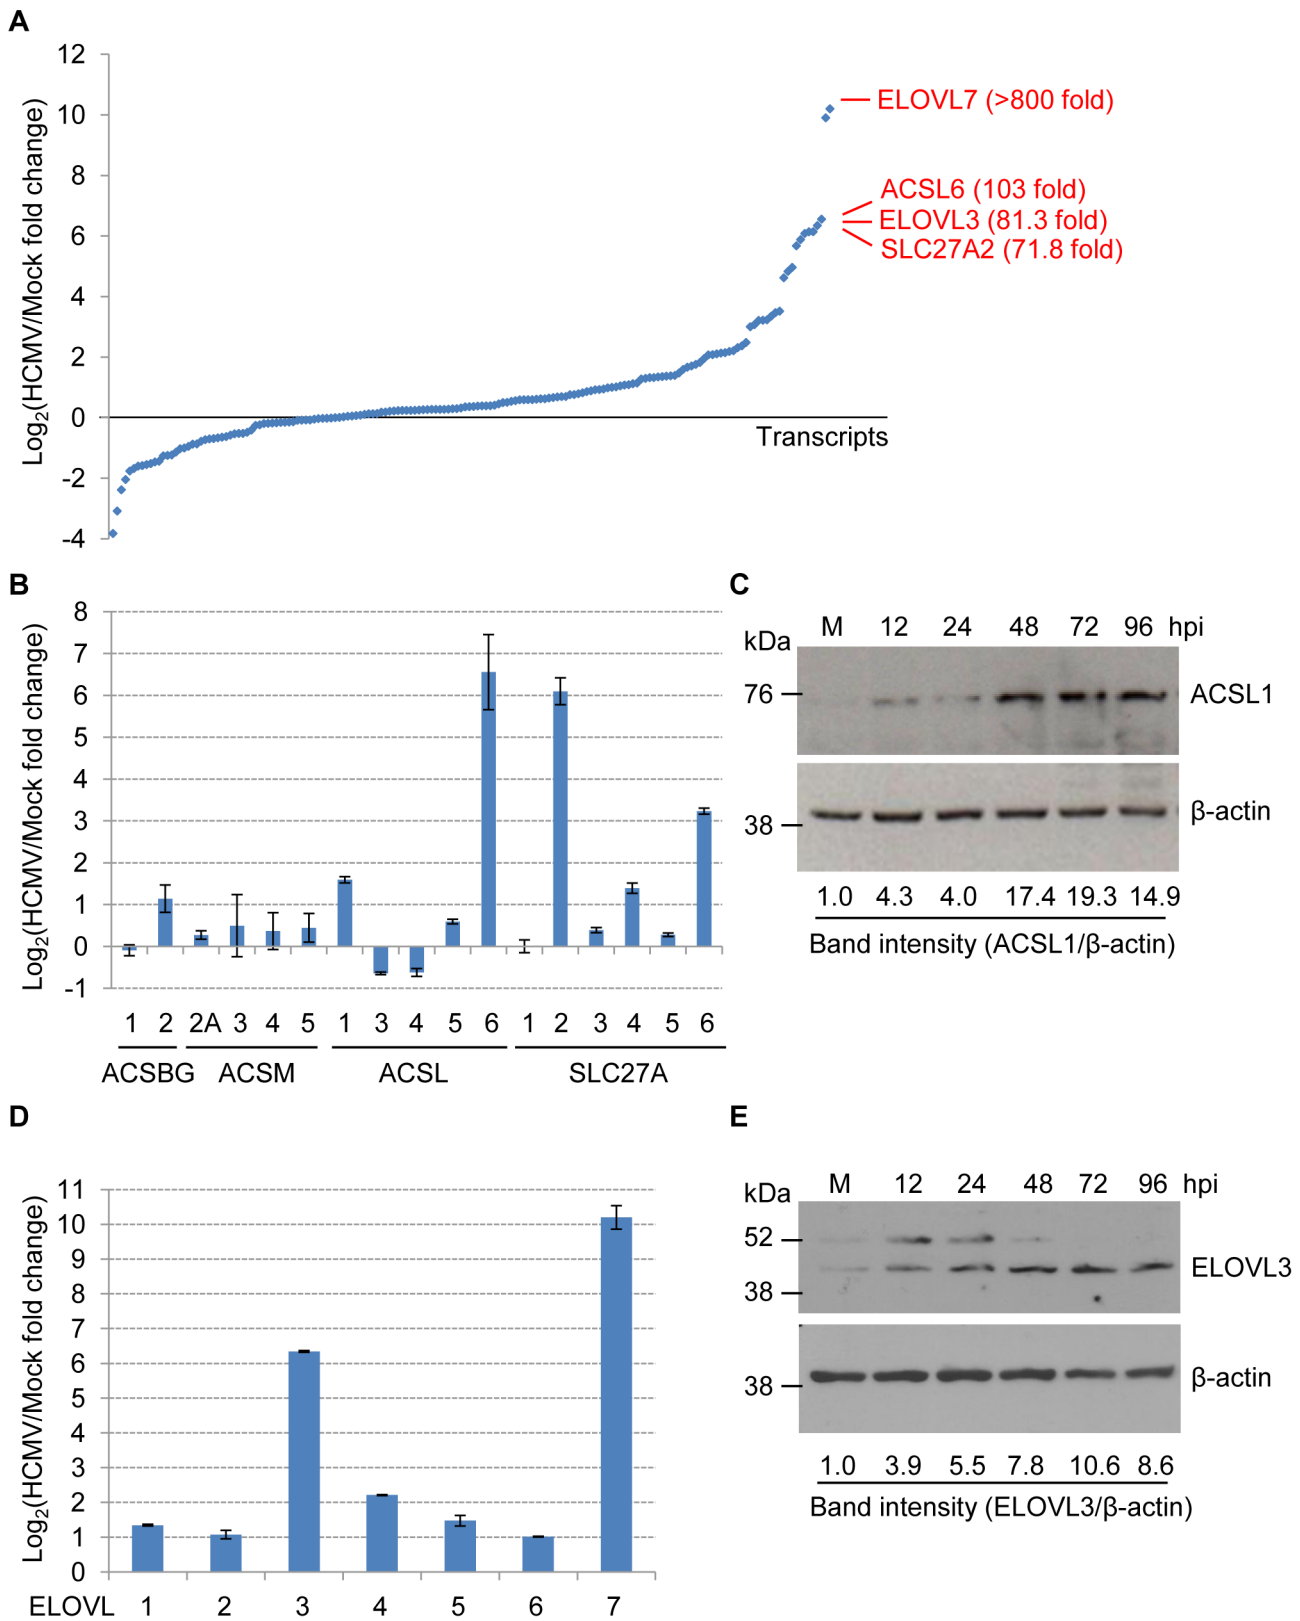 A
Log2(HCMV/Mock fold change)
12
10
8
6
4
2
0
-2
-4
ELOVL7 (>800 fold)
ACSL6 (103 fold)
ELOVL3 (81.3 fold)
SLC27A2 (71.8 fold)
Transcripts
B
Log2(HCMV/Mock fold change)
8
7
6
5
4
3
2
1
0
-1
1 2 2A 3 4 5 1 3 4 5 6 1 2 3 4 5 6
ACSBG ACSM ACSL SLC27A
C
kDa M 12 24 48 72 96 hpi
76 ACSL1
38 β-actin
1.0 4.3 4.0 17.4 19.3 14.9
Band intensity (ACSL1/β-actin)
D
Log2(HCMV/Mock fold change)
11
10
9
8
7
6
5
4
3
2
1
0
ELOVL 1 2 3 4 5 6 7
E
kDa M 12 24 48 72 96 hpi
52
ELOVL3
38
38 β-actin
1.0 3.9 5.5 7.8 10.6 8.6
Band intensity (ELOVL3/β-actin)